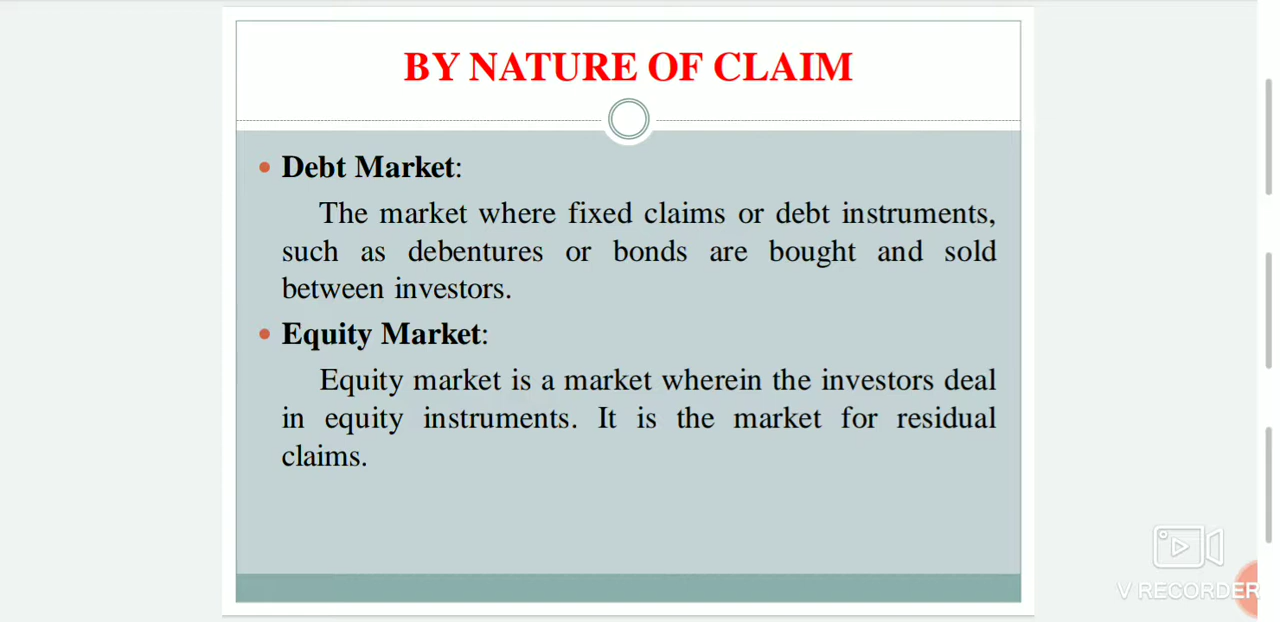 BY NATURE OF CLAIM
Debt Market:
The market where fixed claims or debt instruments,
such as debentures or bonds are bought and sold
between investors.
Equity Market:
Equity market is a market wherein the investors deal
in equity instruments. It is the market for residual
claims.
V RECORDER